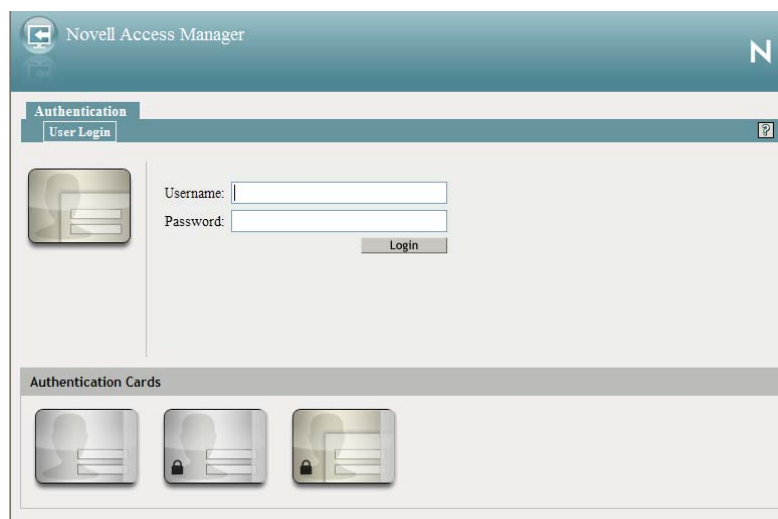 Novell Access Manager
N
Authentication
User Login
?
Username:
Password:
Login
Authentication Cards